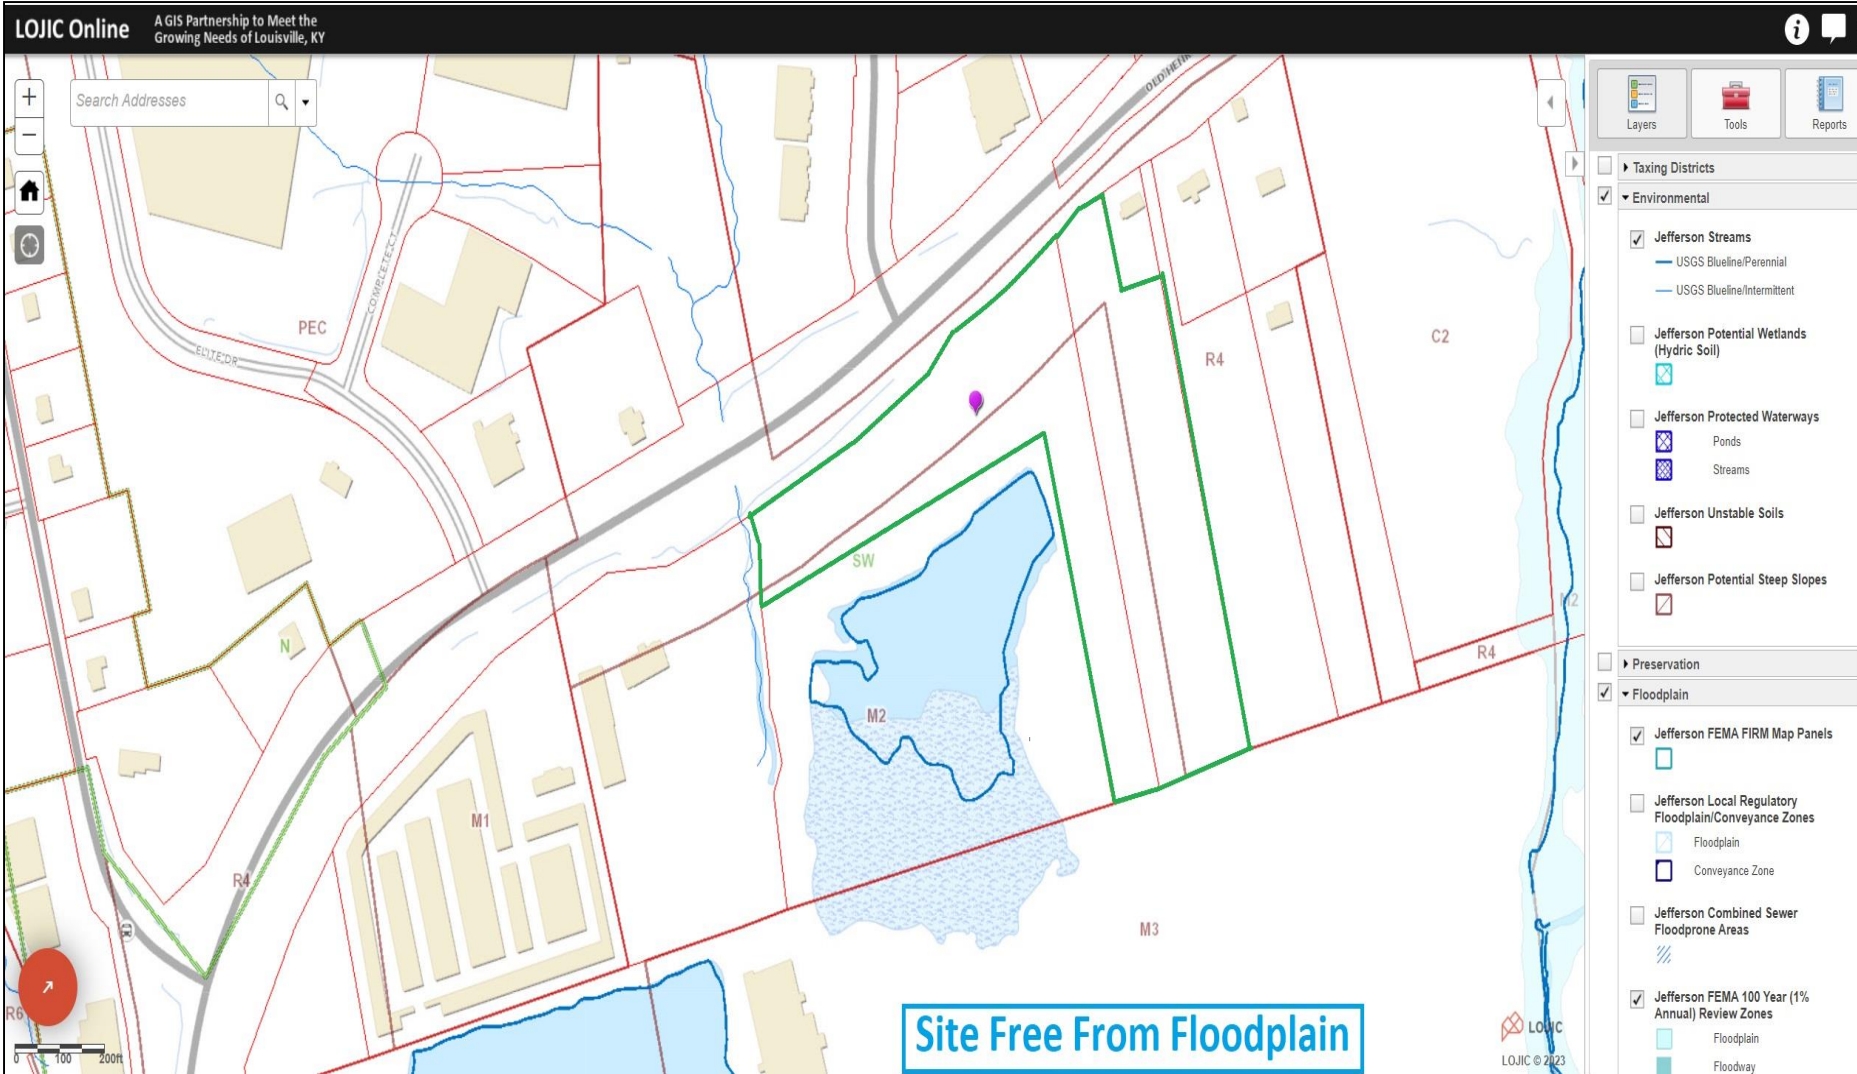 LOJIC Online
A GIS Partnership to Meet the
Growing Needs of Louisville, KY
Search Addresses
Layers
Tools
Reports
Taxing Districts
Environmental
Jefferson Streams
USGS Blueline/Perennial
USGS Blueline/Intermittent
Jefferson Potential Wetlands
(Hydric Soil)
Jefferson Protected Waterways
Ponds
Streams
Jefferson Unstable Soils
Jefferson Potential Steep Slopes
Preservation
Floodplain
Jefferson FEMA FIRM Map Panels
Jefferson Local Regulatory
Floodplain/Conveyance Zones
Floodplain
Conveyance Zone
Jefferson Combined Sewer
Floodprone Areas
Jefferson FEMA 100 Year (1%
Annual) Review Zones
Floodplain
Floodway
COMPLETE CT
PEC
ELITE DR
C2
R4
SW
M2
N
R4
M2
M1
R4
M3
R6
0 100 200ft
Site Free From Floodplain
LOJIC
LOJIC © 2023